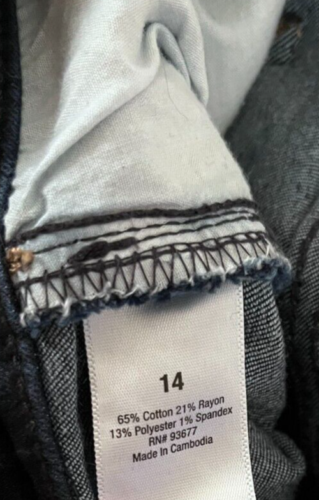 14
65% Cotton 21% Rayon
13% Polyester 1% Spandex
RN# 93677
Made In Cambodia